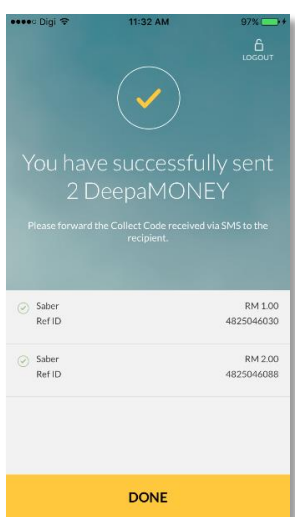 Digi 11:32 AM 97%
LOGOUT
You have successfully sent
2 DeepaMONEY
Please forward the Collect Code received via SMS to the
recipient.
Saber RM 1.00
Ref ID 4825046030
Saber RM 2.00
Ref ID 4825046088
DONE